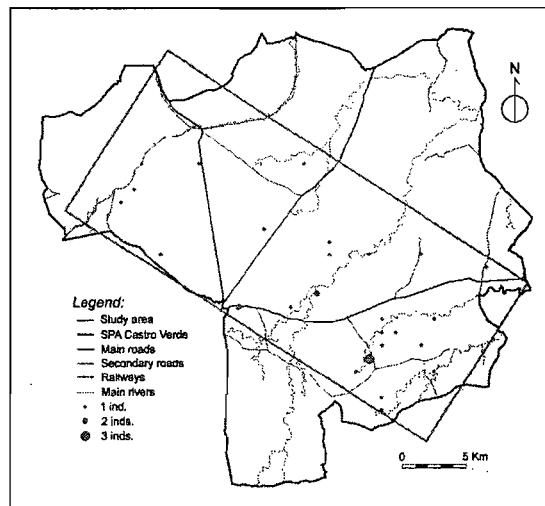 N
Legend:
Study area
SPA Castro Verde
Main roads
Secondary roads
Railways
Main rivers
1 ind.
2 inds.
3 inds.
0 5 Km